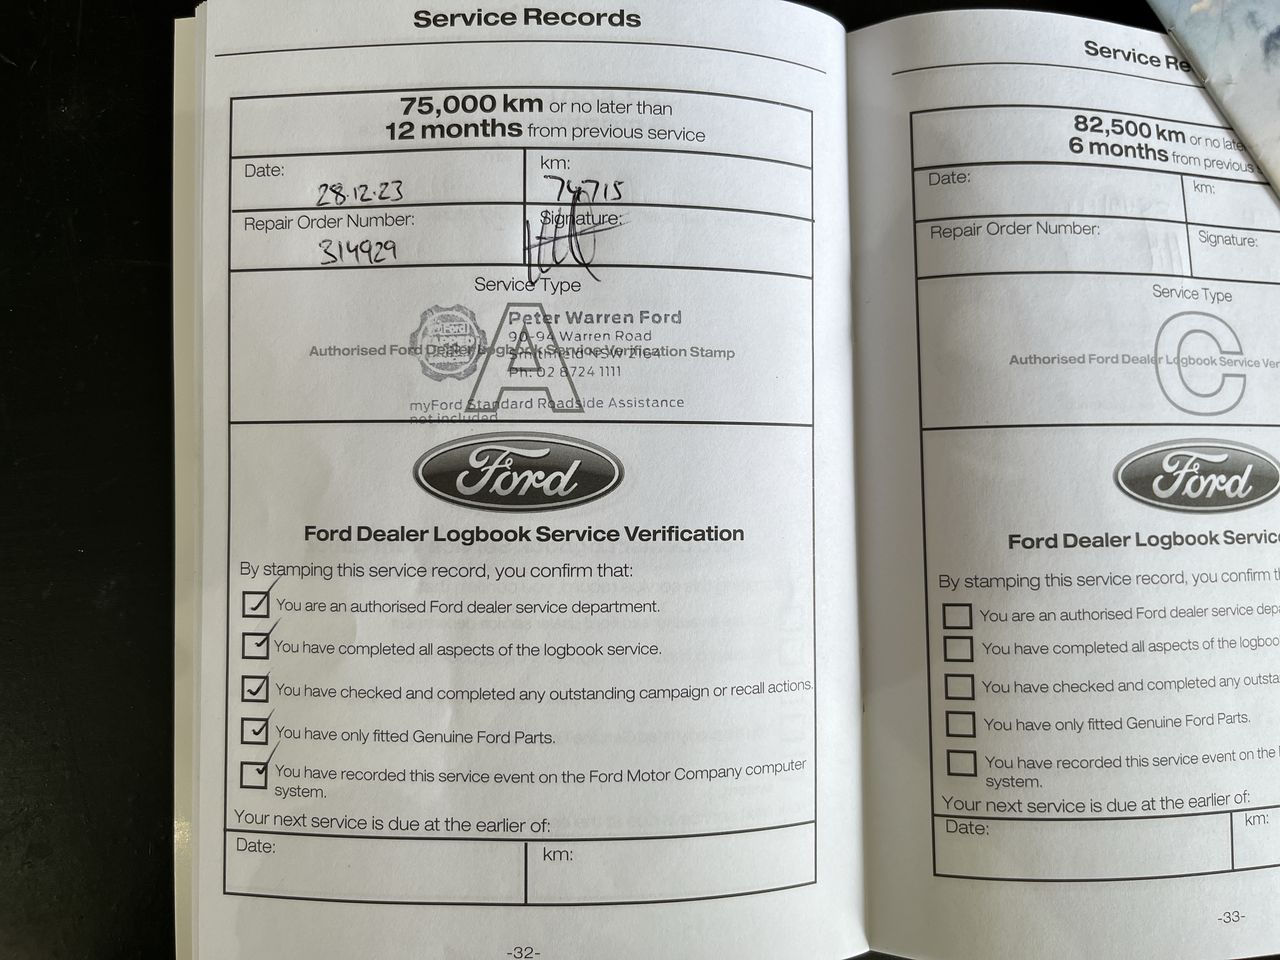 Service Records
75,000 km or no later than
12 months from previous service
Date:
28.12.23
km:
74715
Repair Order Number:
314929
Signature:
Service Type
A
Authorised Ford Dealer Logbook Service Verification Stamp
Peter Warren Ford
90-94 Warren Road
Smithfield NSW 2164
Ph: 02 8724 1111
myFord Standard Roadside Assistance
not included
Ford
Ford Dealer Logbook Service Verification
By stamping this service record, you confirm that:
You are an authorised Ford dealer service department.
You have completed all aspects of the logbook service.
You have checked and completed any outstanding campaign or recall actions.
You have only fitted Genuine Ford Parts.
You have recorded this service event on the Ford Motor Company computer
system.
Your next service is due at the earlier of:
Date:
km:
-32-
Service Re
82,500 km or no late
6 months from previous
Date:
km:
Repair Order Number:
Signature:
Service Type
C
Authorised Ford Dealer Logbook Service Ver
Ford
Ford Dealer Logbook Servic
By stamping this service record, you confirm t
You are an authorised Ford dealer service dep
You have completed all aspects of the logboo
You have checked and completed any outsta
You have only fitted Genuine Ford Parts.
You have recorded this service event on the
system.
Your next service is due at the earlier of:
Date:
km:
-33-